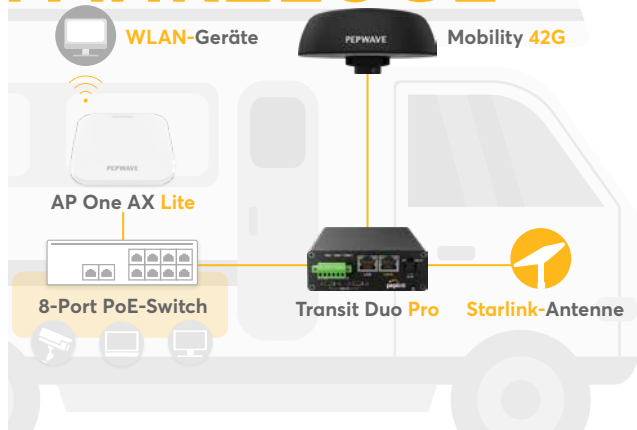 FAHRZEUGE
WLAN-Geräte
PEPWAVE
Mobility 42G
PEPWAVE
AP One AX Lite
8-Port PoE-Switch
Transit Duo Pro
Starlink-Antenne